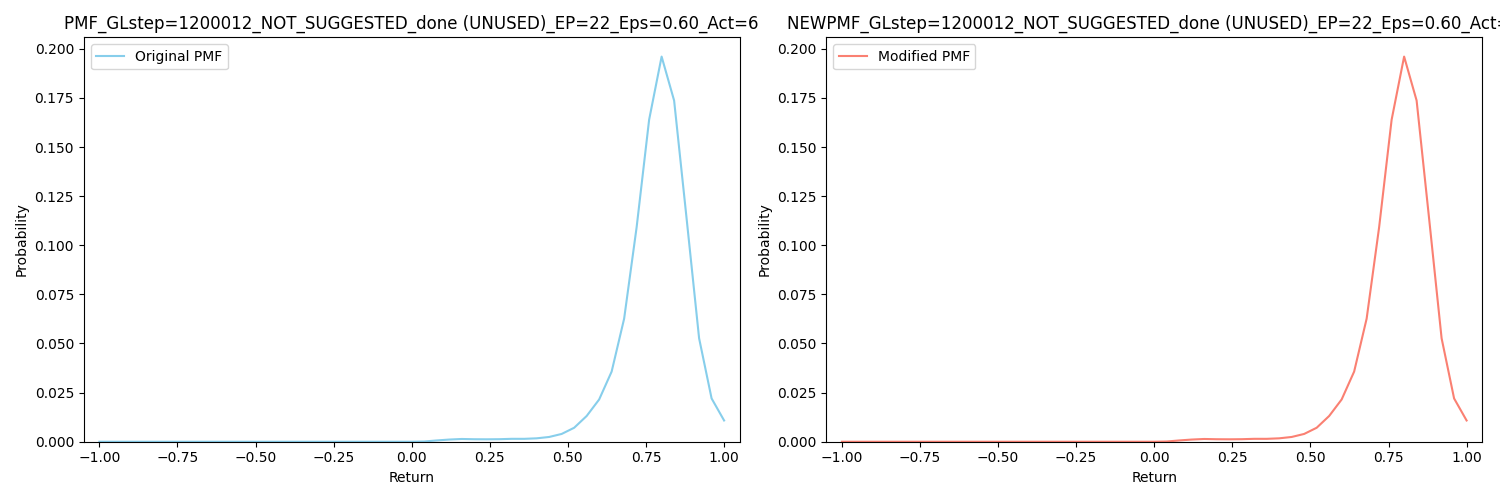 PMF_GLstep=1200012_NOT_SUGGESTED_done (UNUSED)_EP=22_Eps=0.60_Act=6
Original PMF
0.200
0.175
0.150
0.125
0.100
0.075
0.050
0.025
0.000
Probability
−1.00 −0.75 −0.50 −0.25 0.00 0.25 0.50 0.75 1.00
Return
NEWPMF_GLstep=1200012_NOT_SUGGESTED_done (UNUSED)_EP=22_Eps=0.60_Act=
Modified PMF
0.200
0.175
0.150
0.125
0.100
0.075
0.050
0.025
0.000
Probability
−1.00 −0.75 −0.50 −0.25 0.00 0.25 0.50 0.75 1.00
Return